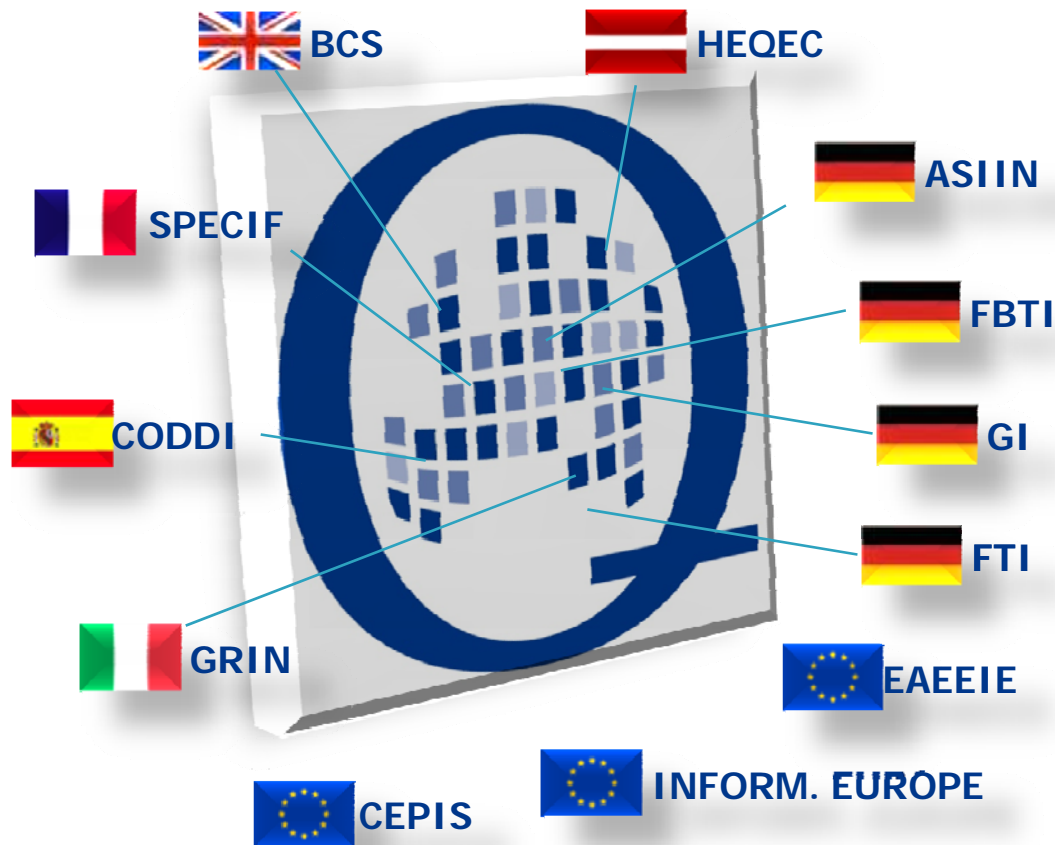 BCS
HEQEC
ASIIN
SPECIF
FBTI
CODDI
GI
FTI
GRIN
EAEEIE
INFORM. EUROPE
CEPIS